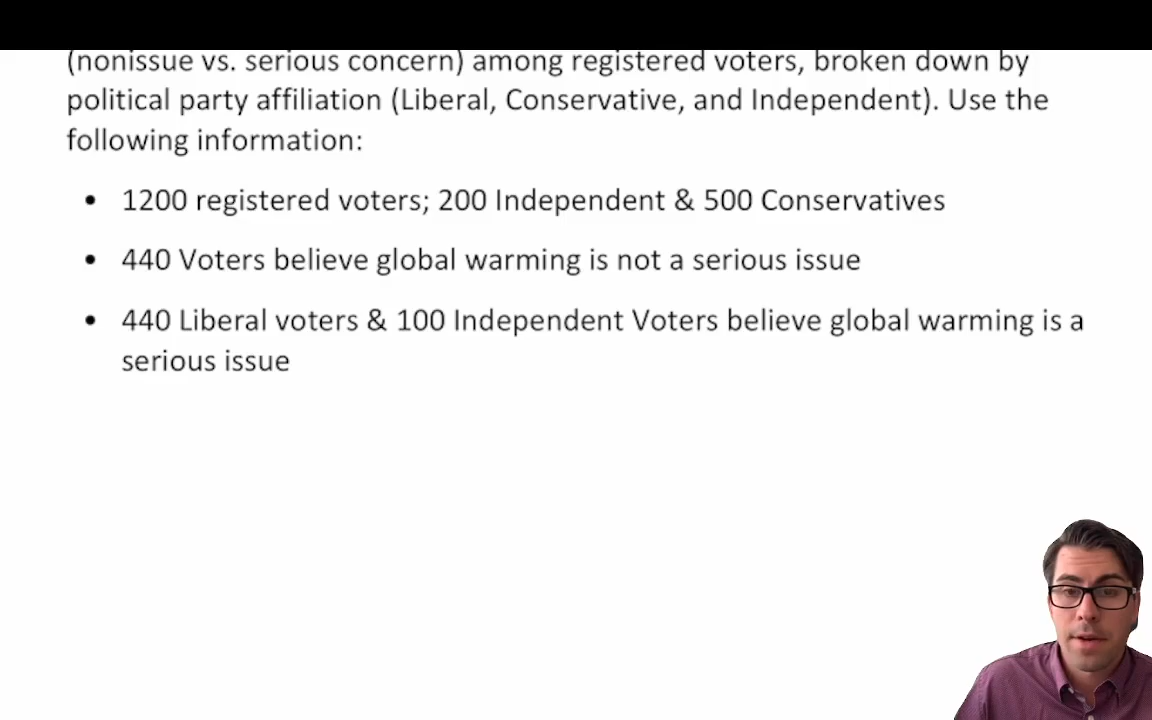 (nonissue vs. serious concern) among registered voters, broken down by
political party affiliation (Liberal, Conservative, and Independent). Use the
following information:
• 1200 registered voters; 200 Independent & 500 Conservatives
• 440 Voters believe global warming is not a serious issue
• 440 Liberal voters & 100 Independent Voters believe global warming is a
serious issue